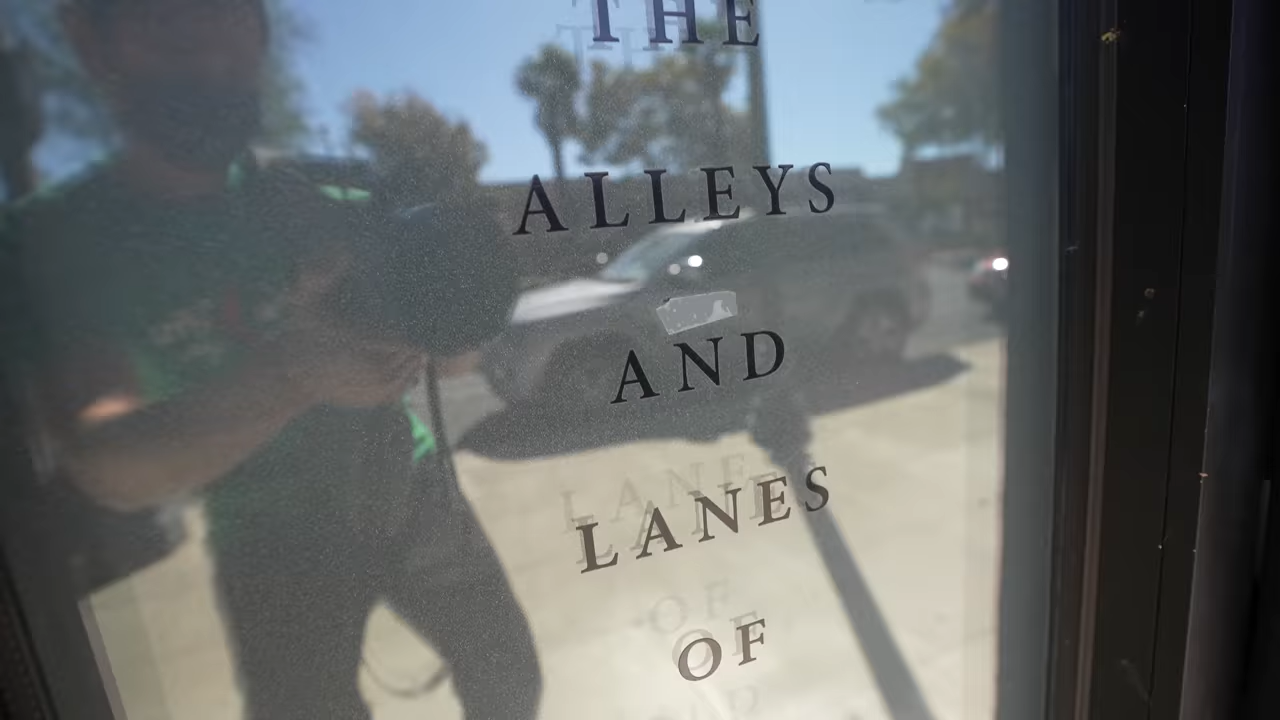 THE
ALLEYS
AND
LANES
OF